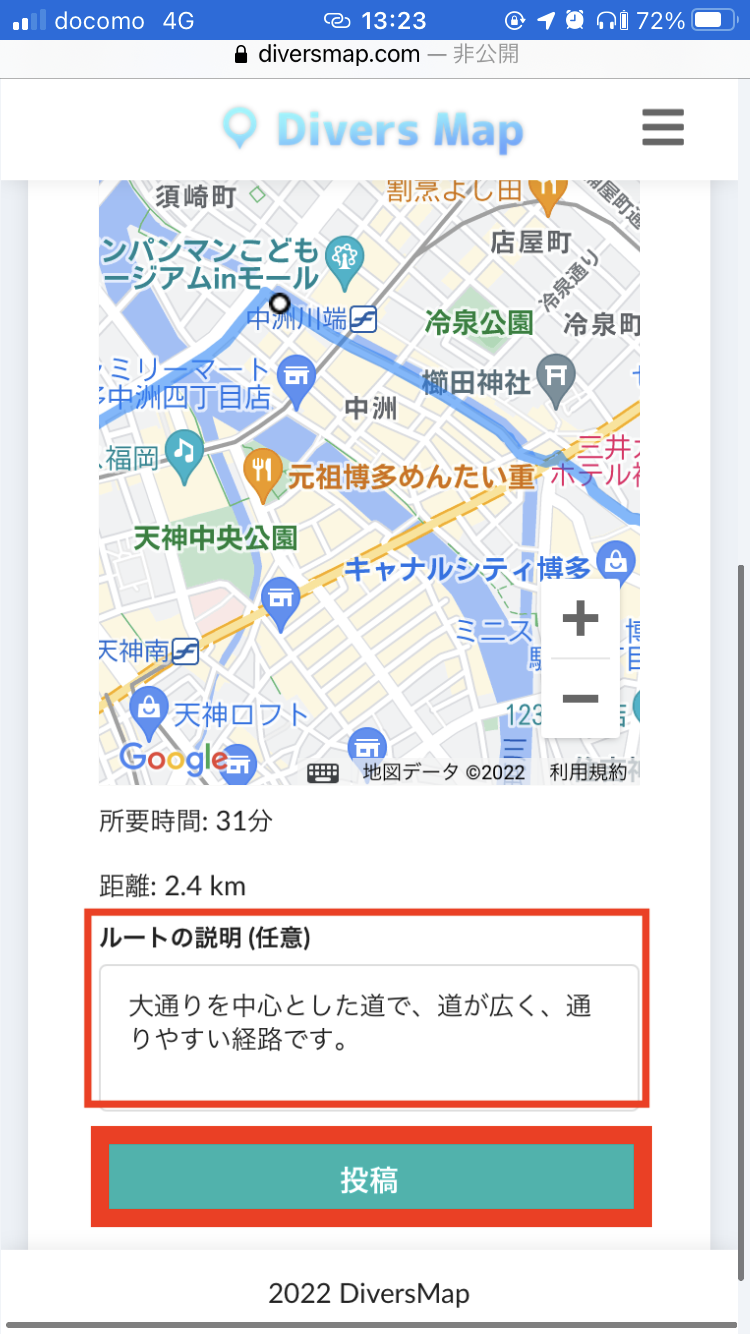 docomo 4G 13:23 72%
diversmap.com — 非公開
Divers Map
須崎町
割烹よし田
店屋町
冷泉通り
ンパンマンこども
ージアムinモール
中洲川端
冷泉公園
冷泉町
ミリーマート
中洲四丁目店
中洲
櫛田神社
福岡
元祖博多めんたい重
三井
ホテル
天神中央公園
キャナルシティ博多
ミニス
天神南
天神ロフト
123
Google
地図データ ©2022
利用規約
所要時間: 31分
距離: 2.4 km
ルートの説明 (任意)
大通りを中心とした道で、道が広く、通
りやすい経路です。
投稿
2022 DiversMap